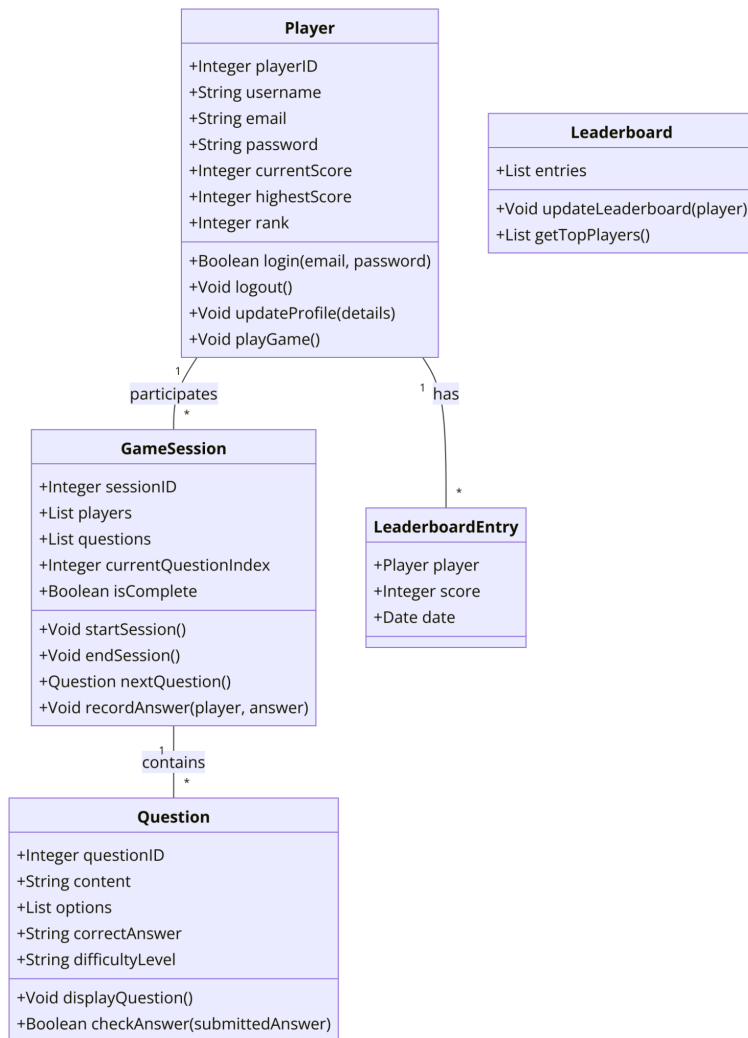 Player
+Integer playerID
+String username
+String email
+String password
+Integer currentScore
+Integer highestScore
+Integer rank
+Boolean login(email, password)
+Void logout()
+Void updateProfile(details)
+Void playGame()
Leaderboard
+List entries
+Void updateLeaderboard(player)
+List getTopPlayers()
1
participates
*
1
has
*
GameSession
+Integer sessionID
+List players
+List questions
+Integer currentQuestionIndex
+Boolean isComplete
+Void startSession()
+Void endSession()
+Question nextQuestion()
+Void recordAnswer(player, answer)
LeaderboardEntry
+Player player
+Integer score
+Date date
1
contains
*
Question
+Integer questionID
+String content
+List options
+String correctAnswer
+String difficultyLevel
+Void displayQuestion()
+Boolean checkAnswer(submittedAnswer)